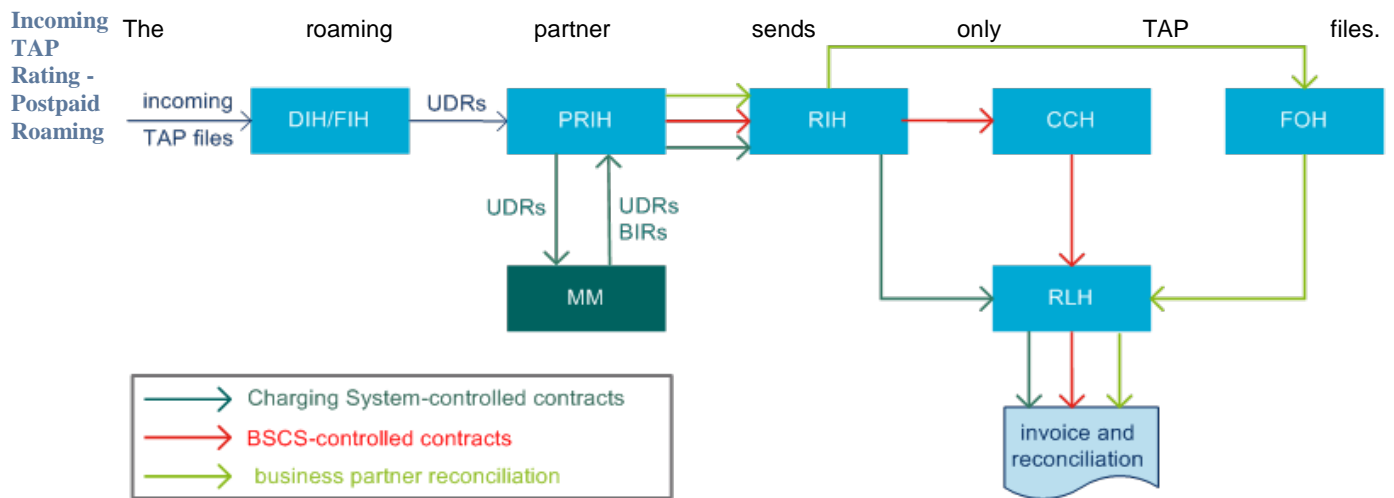 Incoming
TAP
Rating -
Postpaid
Roaming
The roaming partner sends only TAP files.
incoming
TAP files
DIH/FIH
UDRs
PRIH
RIH
CCH
FOH
UDRs
UDRs
BIRs
MM
RLH
Charging System-controlled contracts
BSCS-controlled contracts
business partner reconciliation
invoice and
reconciliation